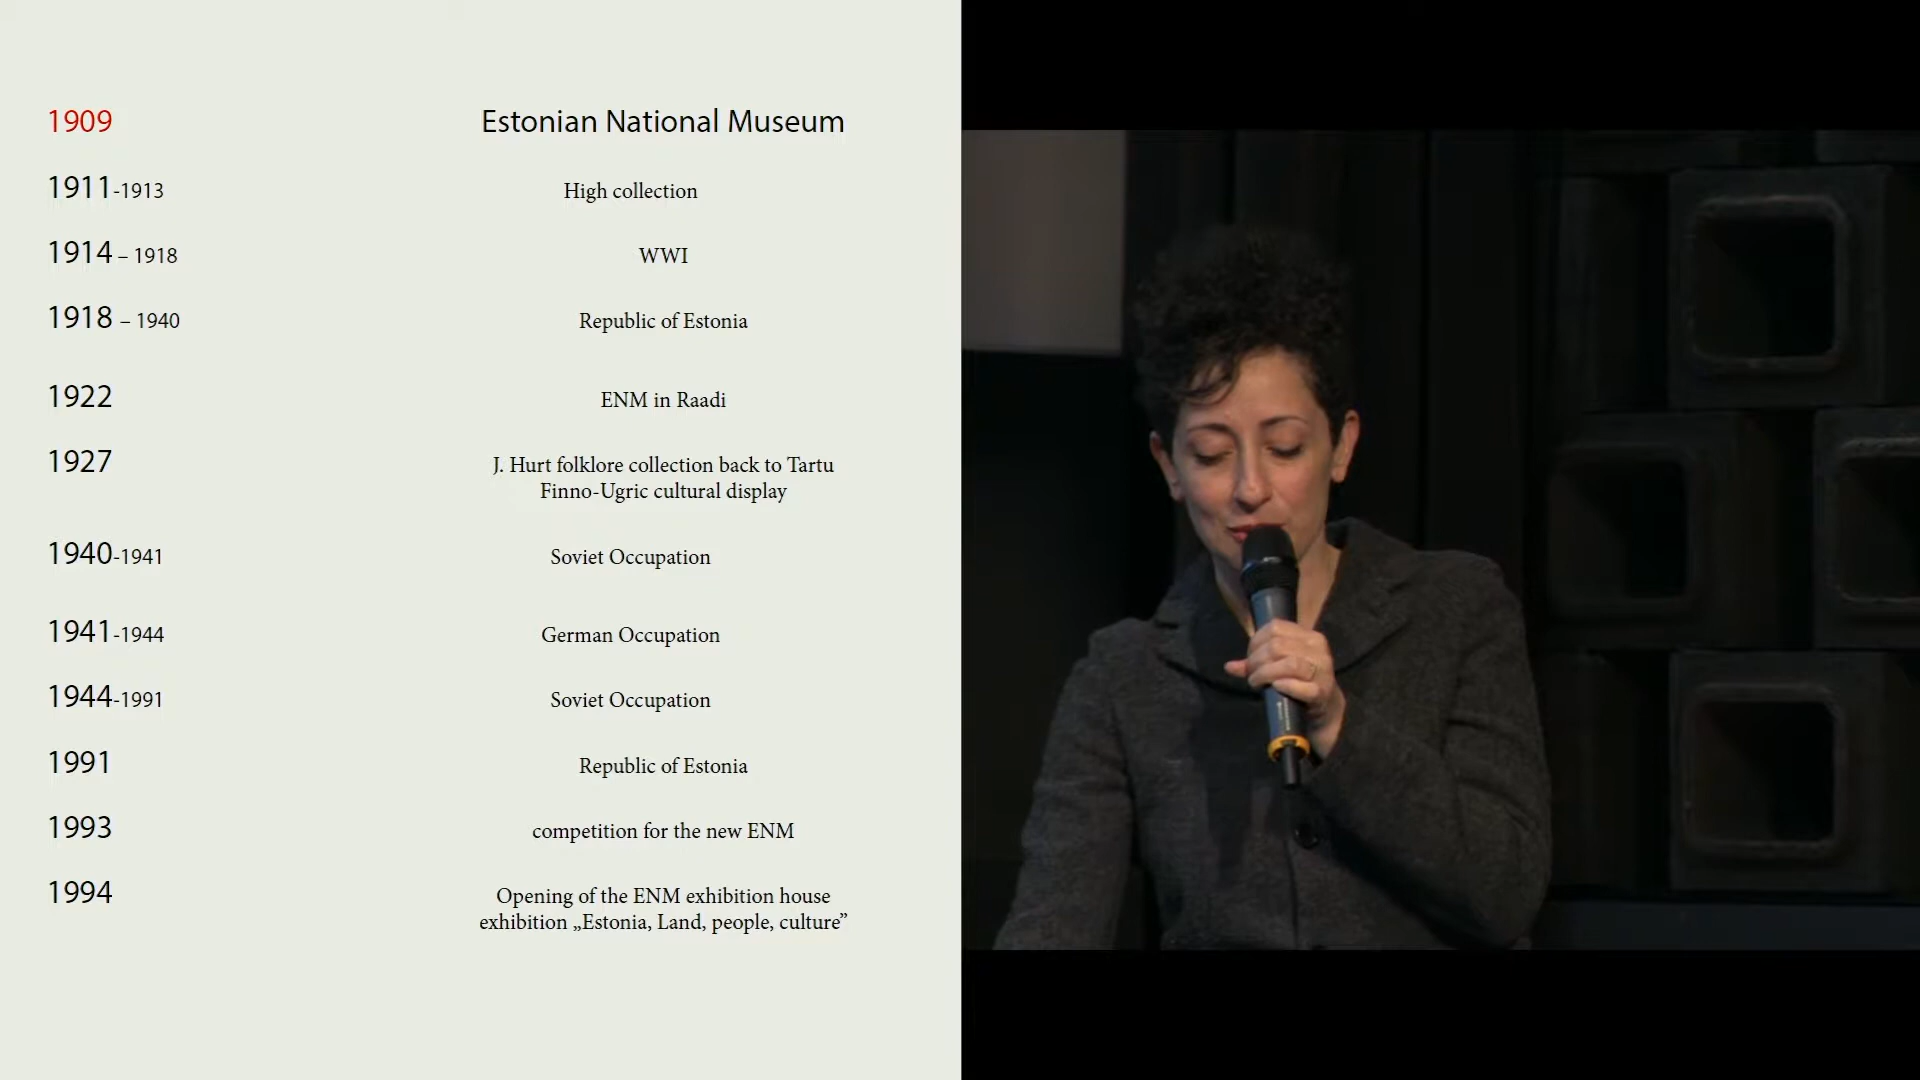 1909 Estonian National Museum
1911-1913 High collection
1914 – 1918 WWI
1918 – 1940 Republic of Estonia
1922 ENM in Raadi
1927 J. Hurt folklore collection back to Tartu
Finno-Ugric cultural display
1940-1941 Soviet Occupation
1941-1944 German Occupation
1944-1991 Soviet Occupation
1991 Republic of Estonia
1993 competition for the new ENM
1994 Opening of the ENM exhibition house
exhibition „Estonia, Land, people, culture”